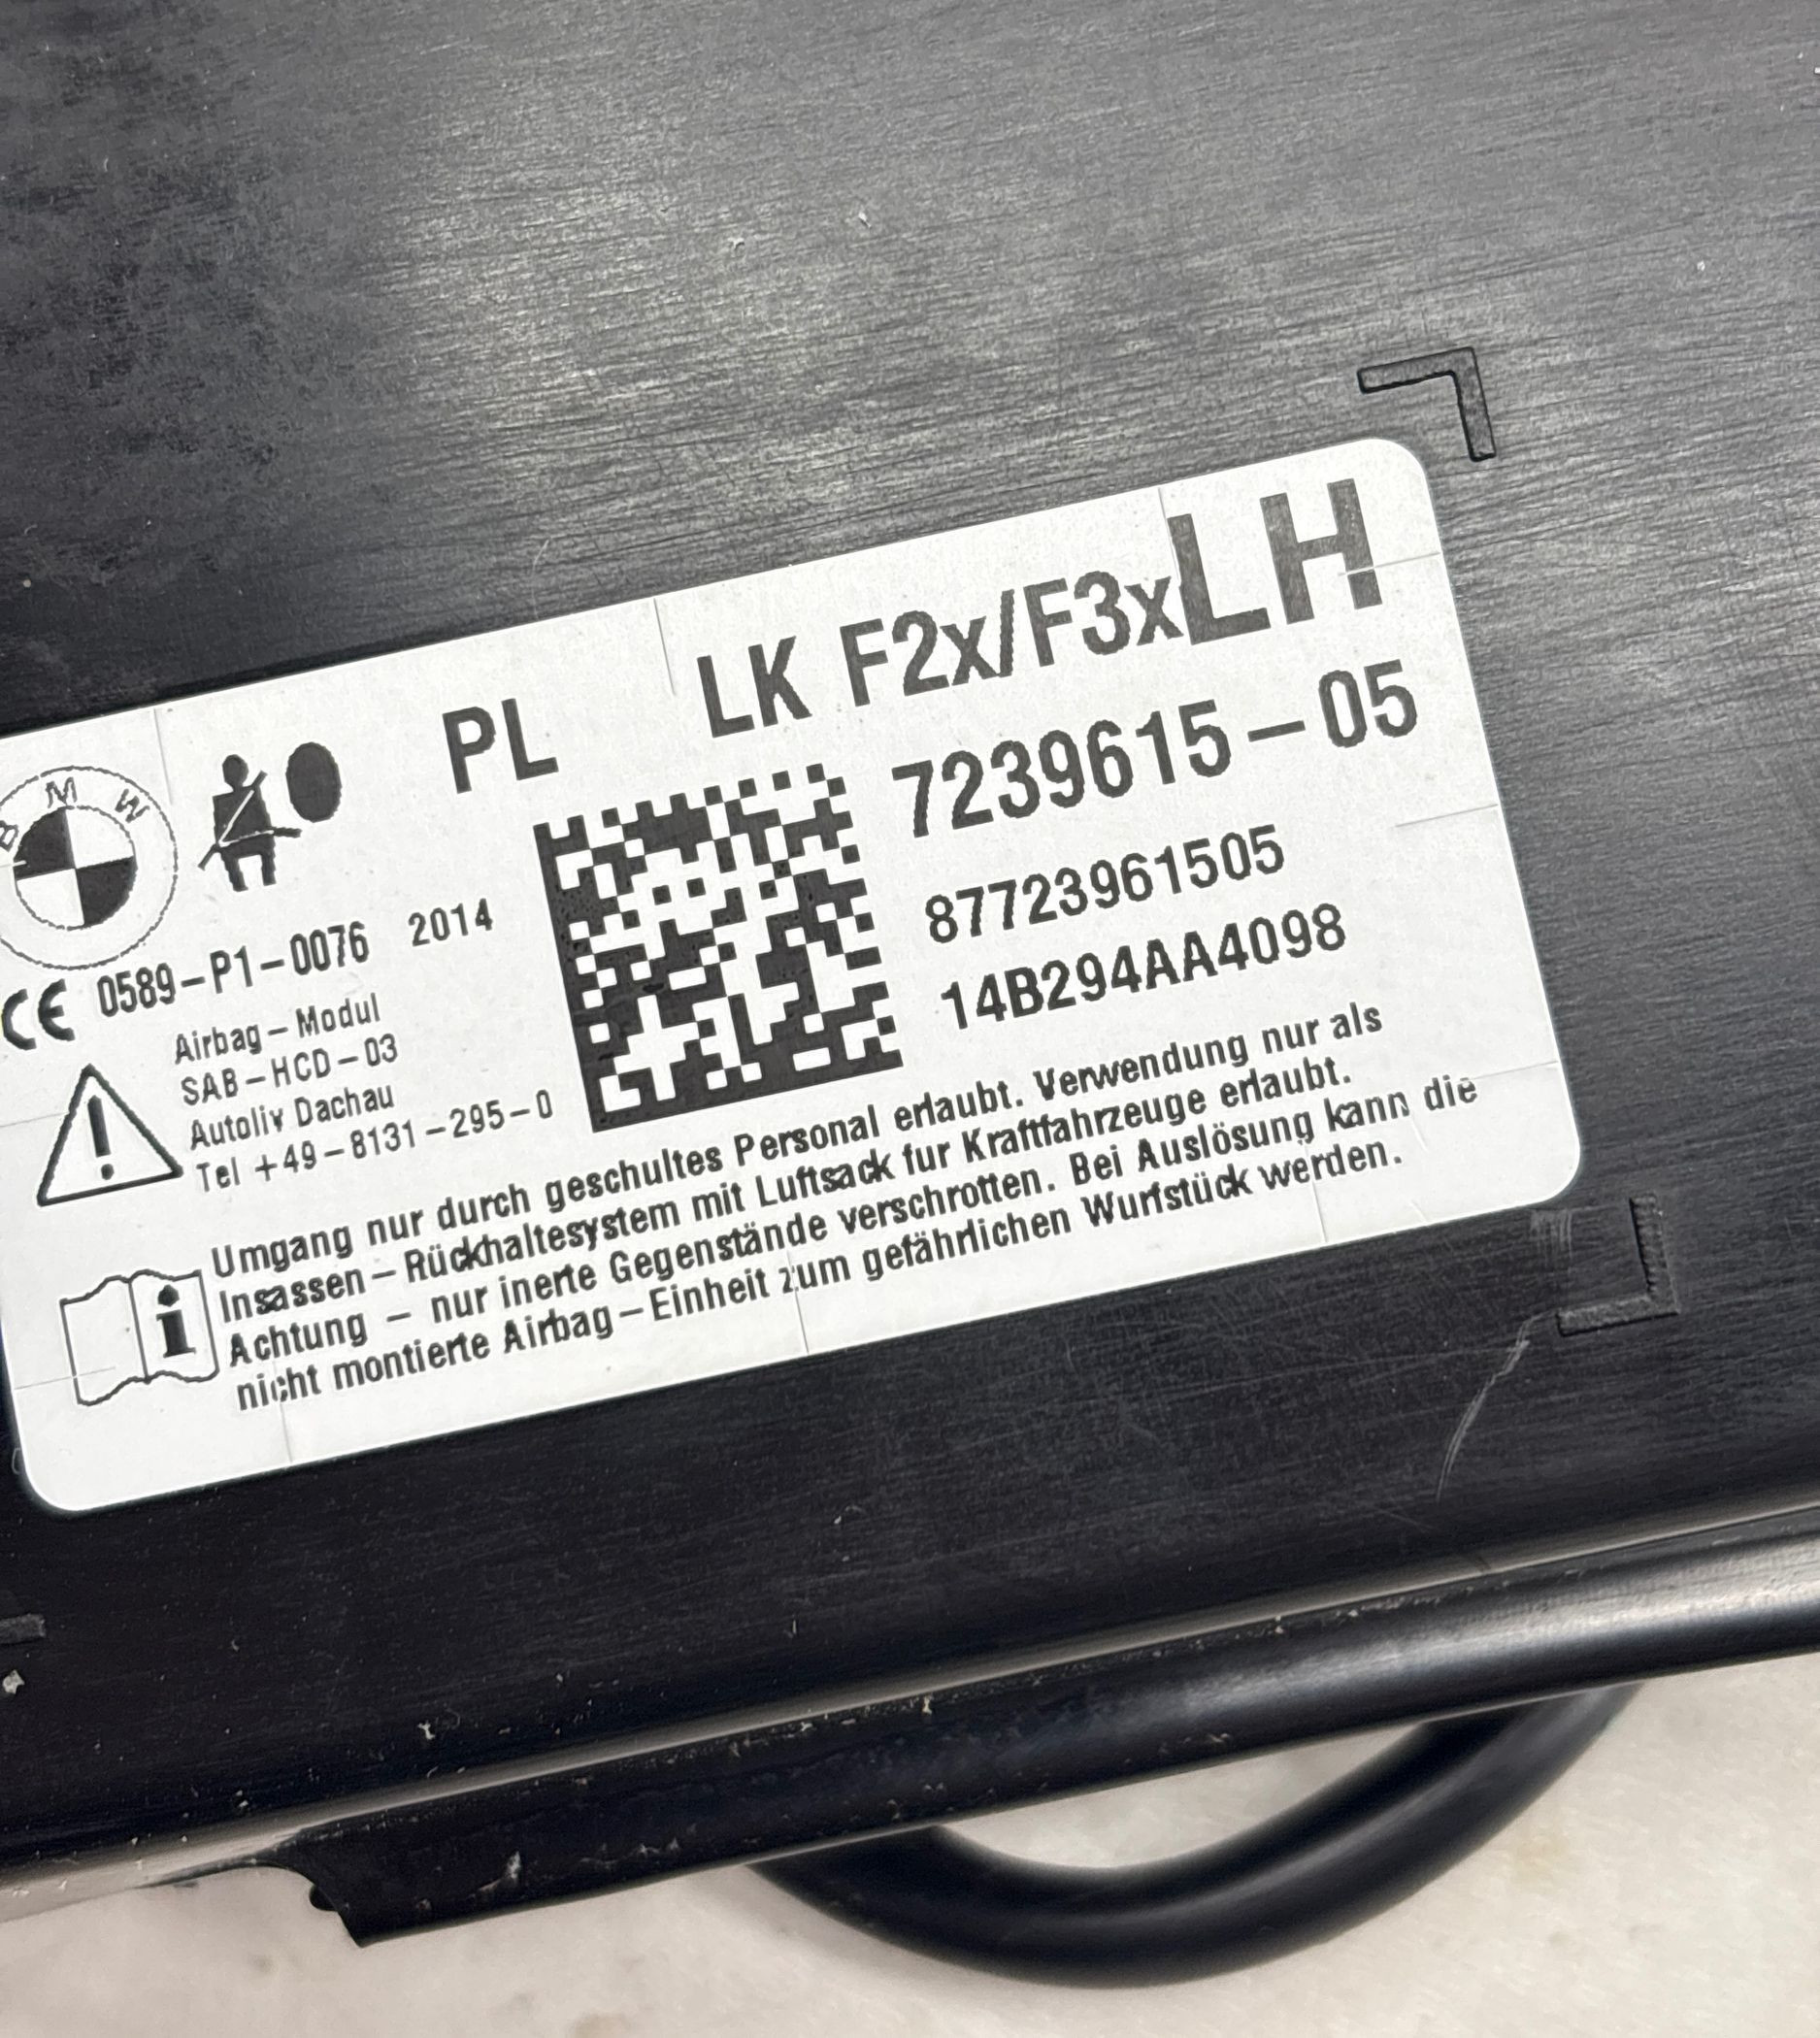 PL LK F2x/F3x LH
BMW
7239615-05
87723961505
14B294AA4098
CE 0589-P1-0076 2014
Airbag-Modul
SAB-HCD-03
Autoliv Dachau
Tel +49-8131-295-0
Umgang nur durch geschultes Personal erlaubt. Verwendung nur als
Insassen-Rückhaltesystem mit Luftsack fur Kraftfahrzeuge erlaubt.
Achtung - nur inerte Gegenstände verschrotten. Bei Auslösung kann die
nicht montierte Airbag-Einheit zum gefährlichen Wurfstück werden.